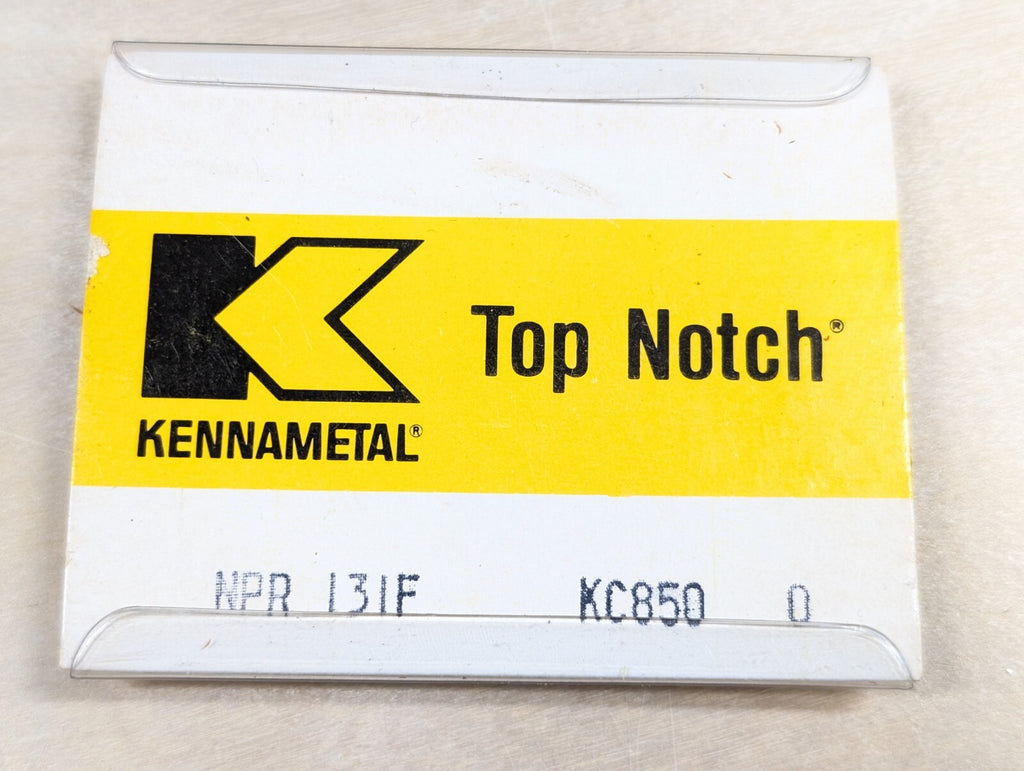 Top Notch®
KENNAMETAL®
NPR 131F KC850 0